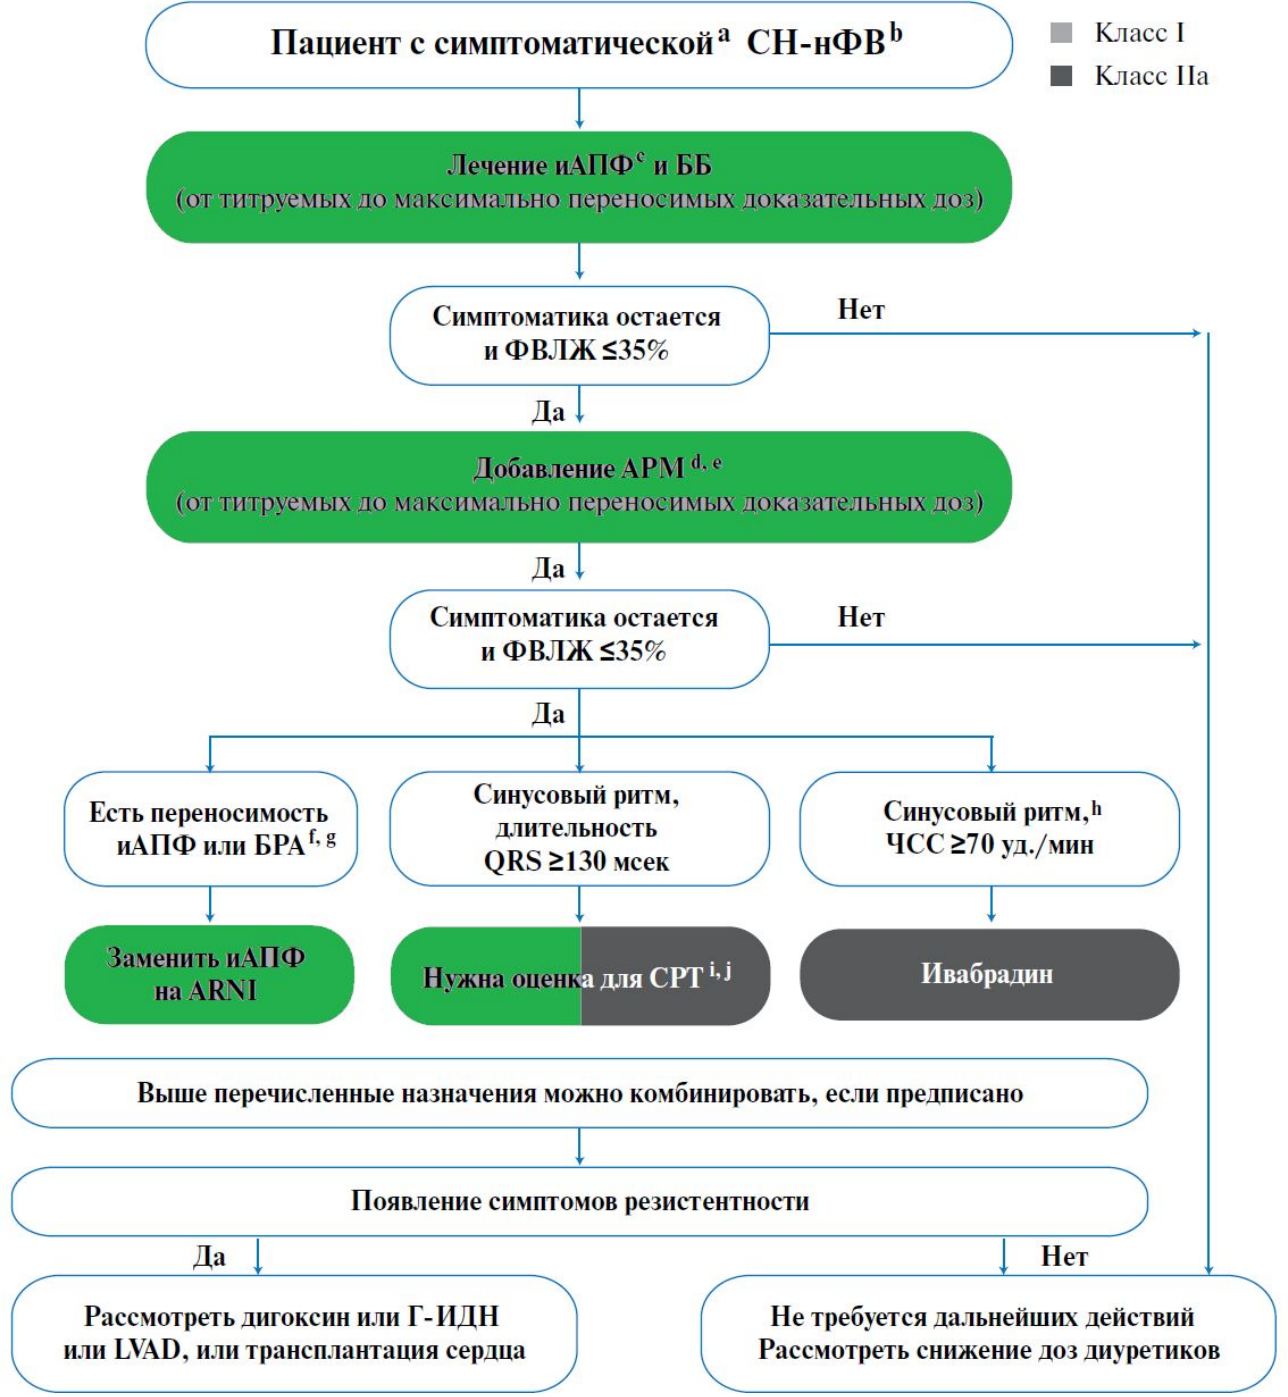 Пациент с симптоматической a СН-нФВ b
Класс I
Класс IIa
Лечение иАПФ c и ББ
(от титруемых до максимально переносимых доказательных доз)
Симптоматика остается
и ФВЛЖ ≤35%
Нет
Да
Добавление АРМ d, e
(от титруемых до максимально переносимых доказательных доз)
Да
Симптоматика остается
и ФВЛЖ ≤35%
Нет
Да
Есть переносимость
иАПФ или БРА f, g
Синусовый ритм,
длительность
QRS ≥130 мсек
Синусовый ритм, h
ЧСС ≥70 уд./мин
Заменить иАПФ
на ARNI
Нужна оценка для СРТ i, j
Ивабрадин
Выше перечисленные назначения можно комбинировать, если предписано
Появление симптомов резистентности
Да
Нет
Рассмотреть дигоксин или Г-ИДН
или LVAD, или трансплантация сердца
Не требуется дальнейших действий
Рассмотреть снижение доз диуретиков